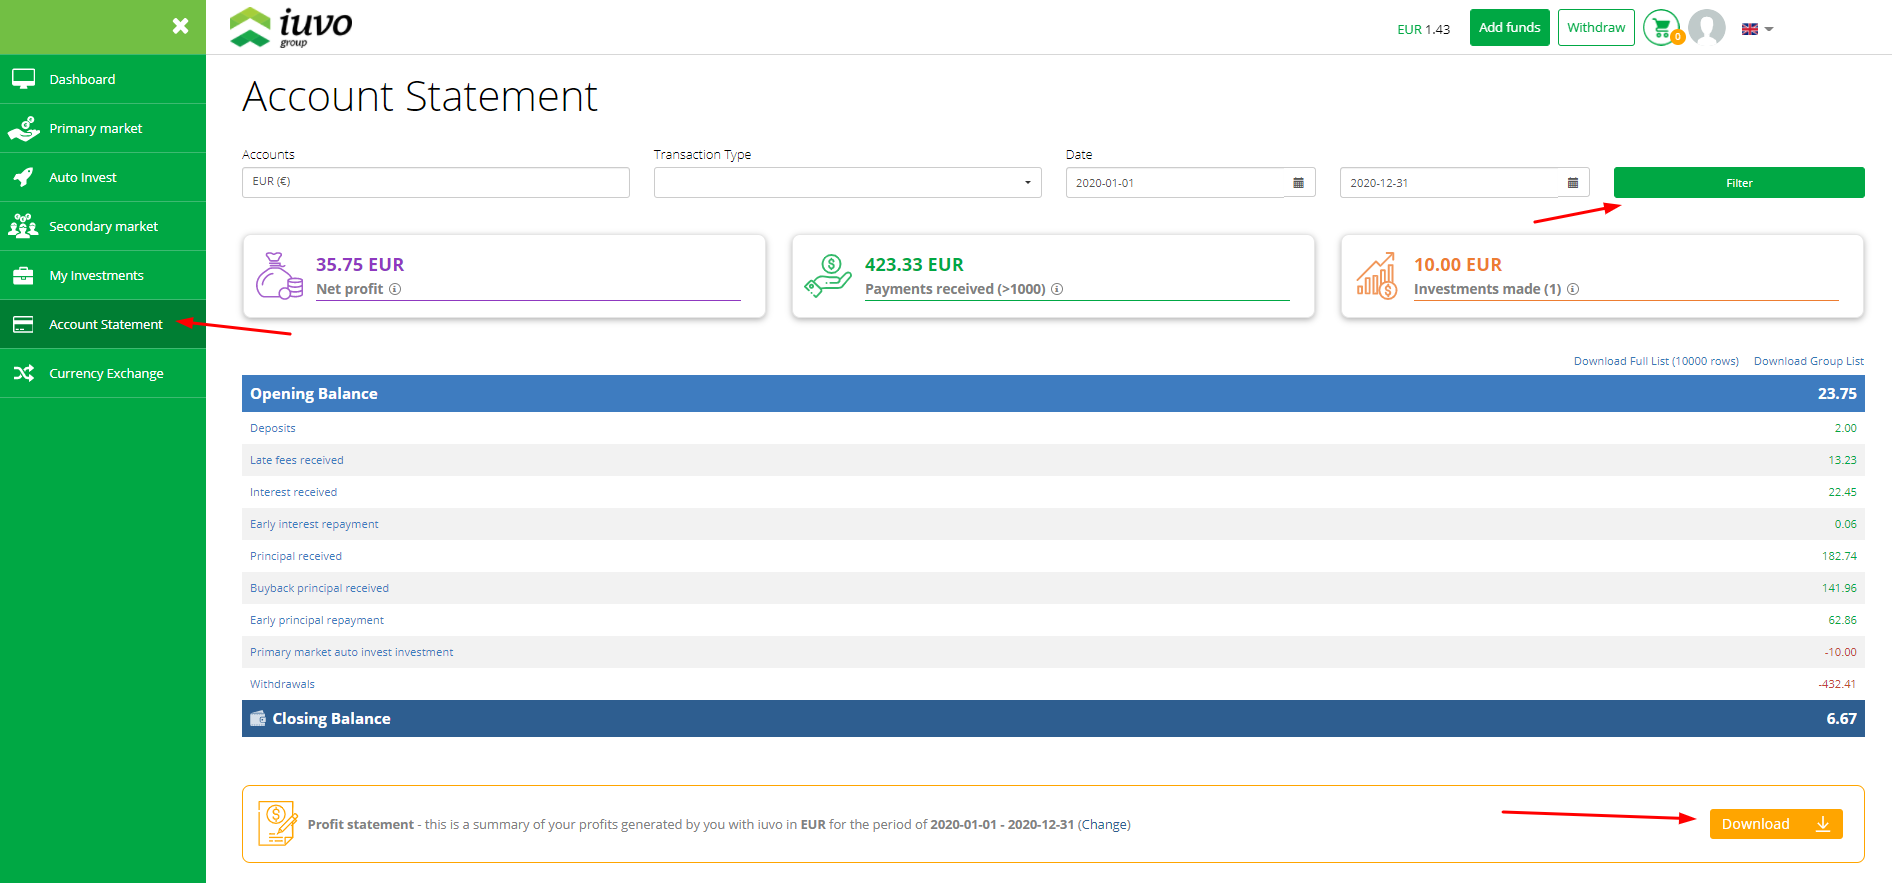 iuvo
group
EUR 1.43
Add funds
Withdraw
0
Dashboard
Primary market
Auto Invest
Secondary market
My Investments
Account Statement
Currency Exchange
Account Statement
Accounts
Transaction Type
Date
EUR (€)
2020-01-01
2020-12-31
Filter
35.75 EUR
Net profit
423.33 EUR
Payments received (>1000)
10.00 EUR
Investments made (1)
Download Full List (10000 rows) Download Group List
Opening Balance 23.75
Deposits 2.00
Late fees received 13.23
Interest received 22.45
Early interest repayment 0.06
Principal received 182.74
Buyback principal received 141.96
Early principal repayment 62.86
Primary market auto invest investment -10.00
Withdrawals -432.41
Closing Balance 6.67
Profit statement - this is a summary of your profits generated by you with iuvo in EUR for the period of 2020-01-01 - 2020-12-31 (Change)
Download